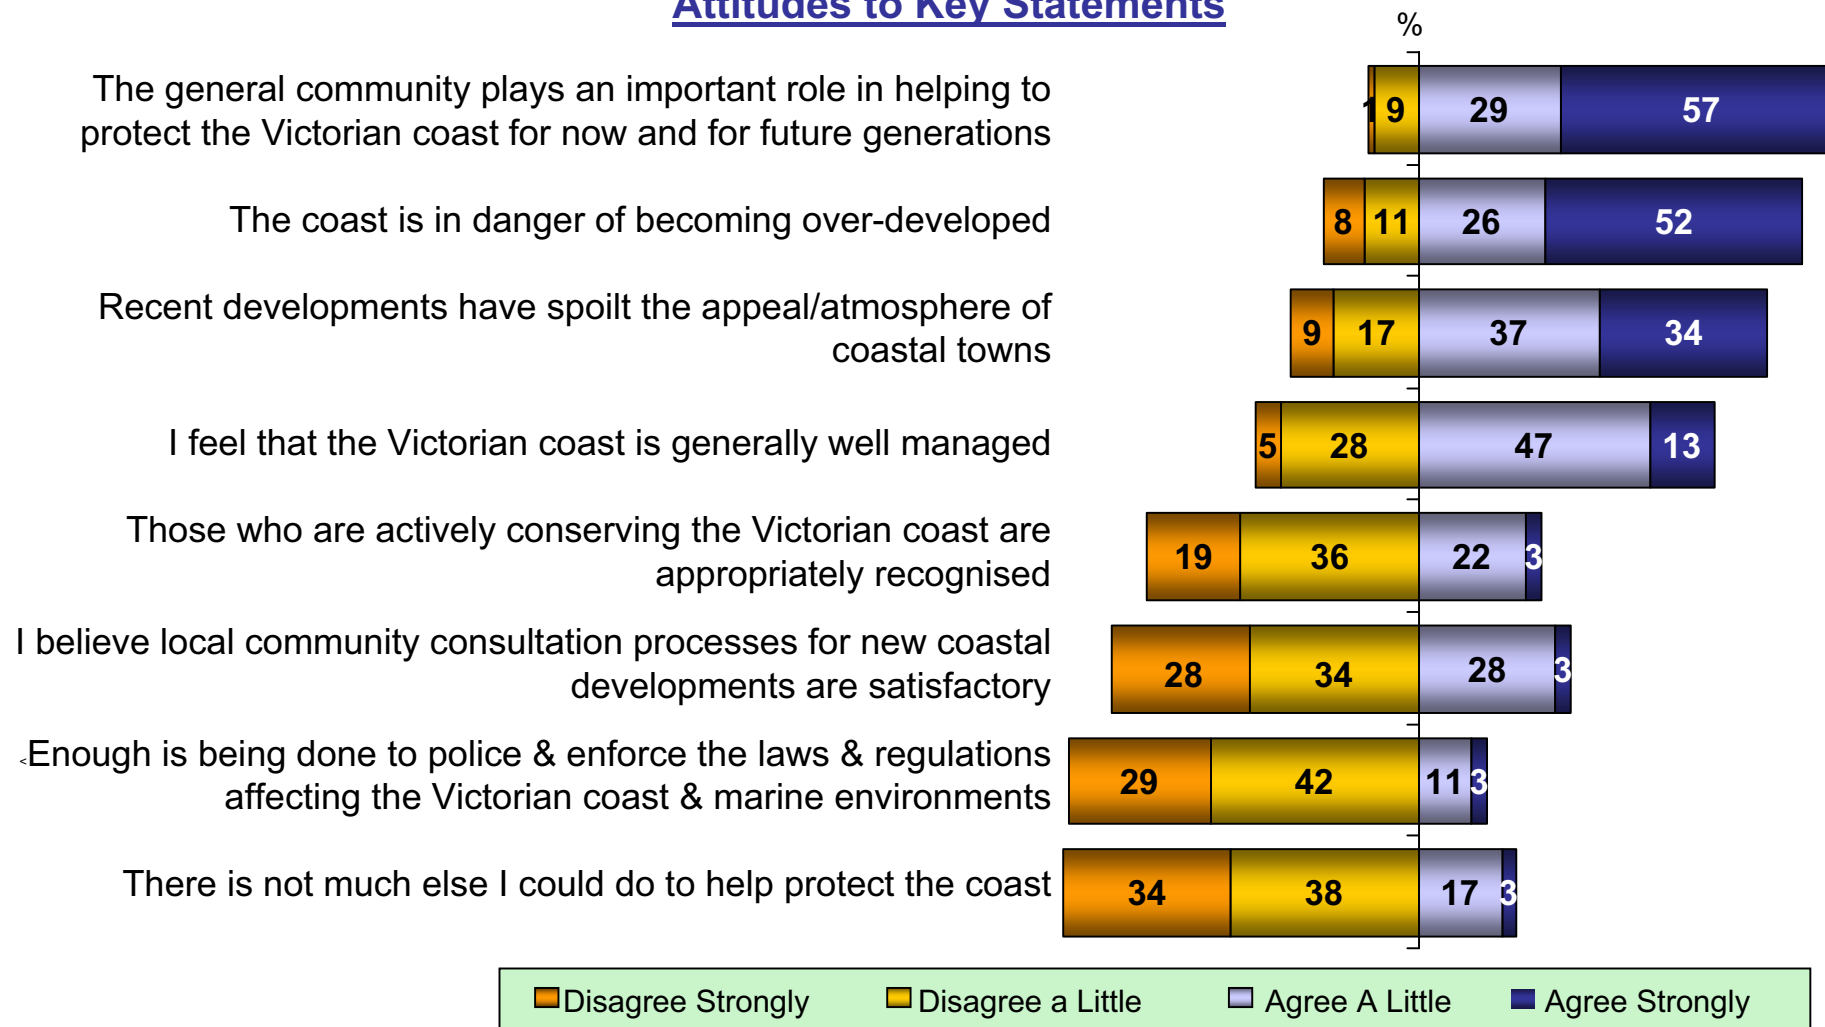 Attitudes to Key Statements
%
The general community plays an important role in helping to
protect the Victorian coast for now and for future generations
1 9 29 57
The coast is in danger of becoming over-developed
8 11 26 52
Recent developments have spoilt the appeal/atmosphere of
coastal towns
9 17 37 34
I feel that the Victorian coast is generally well managed
5 28 47 13
Those who are actively conserving the Victorian coast are
appropriately recognised
19 36 22 3
I believe local community consultation processes for new coastal
developments are satisfactory
28 34 28 3
<Enough is being done to police & enforce the laws & regulations
affecting the Victorian coast & marine environments
29 42 11 3
There is not much else I could do to help protect the coast
34 38 17 3
Disagree Strongly Disagree a Little Agree A Little Agree Strongly